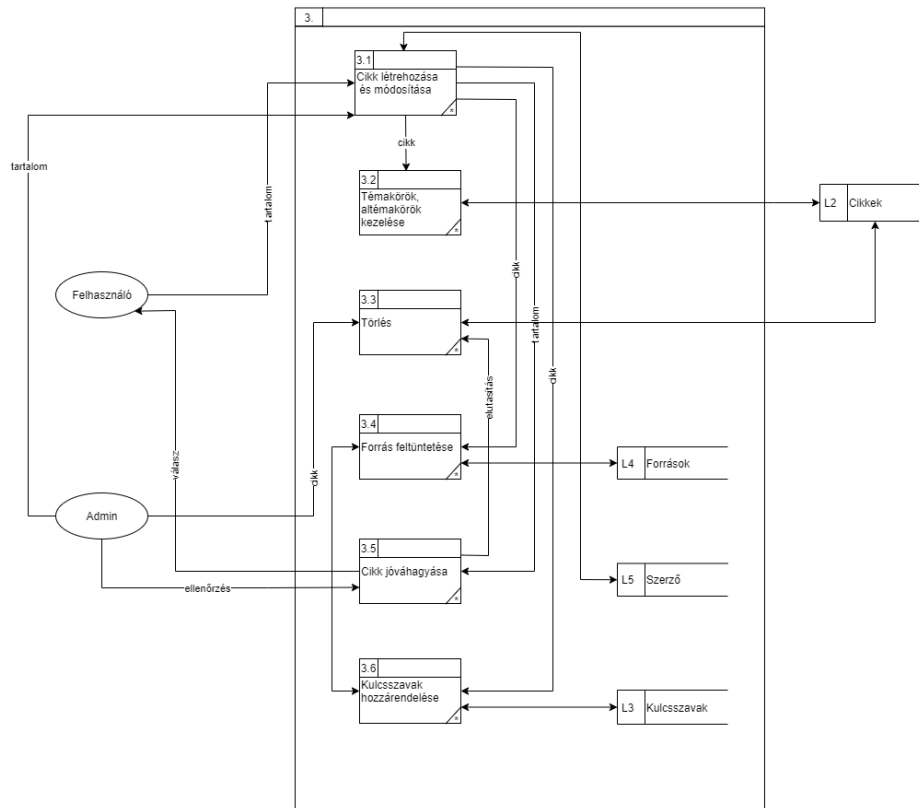 3.
3.1
Cikk létrehozása
és módosítása
*
cikk
tartalom
tartalom
3.2
Témakörök,
altémakörök
kezelése
*
L2 Cikkek
cikk
Felhasználó
3.3
Törlés
*
tartalom
cikk
elutasítás
3.4
Forrás feltüntetése
*
L4 Források
válasz
cikk
Admin
3.5
Cikk jóváhagyása
*
L5 Szerző
ellenőrzés
3.6
Kulcsszavak
hozzárendelése
*
L3 Kulcsszavak